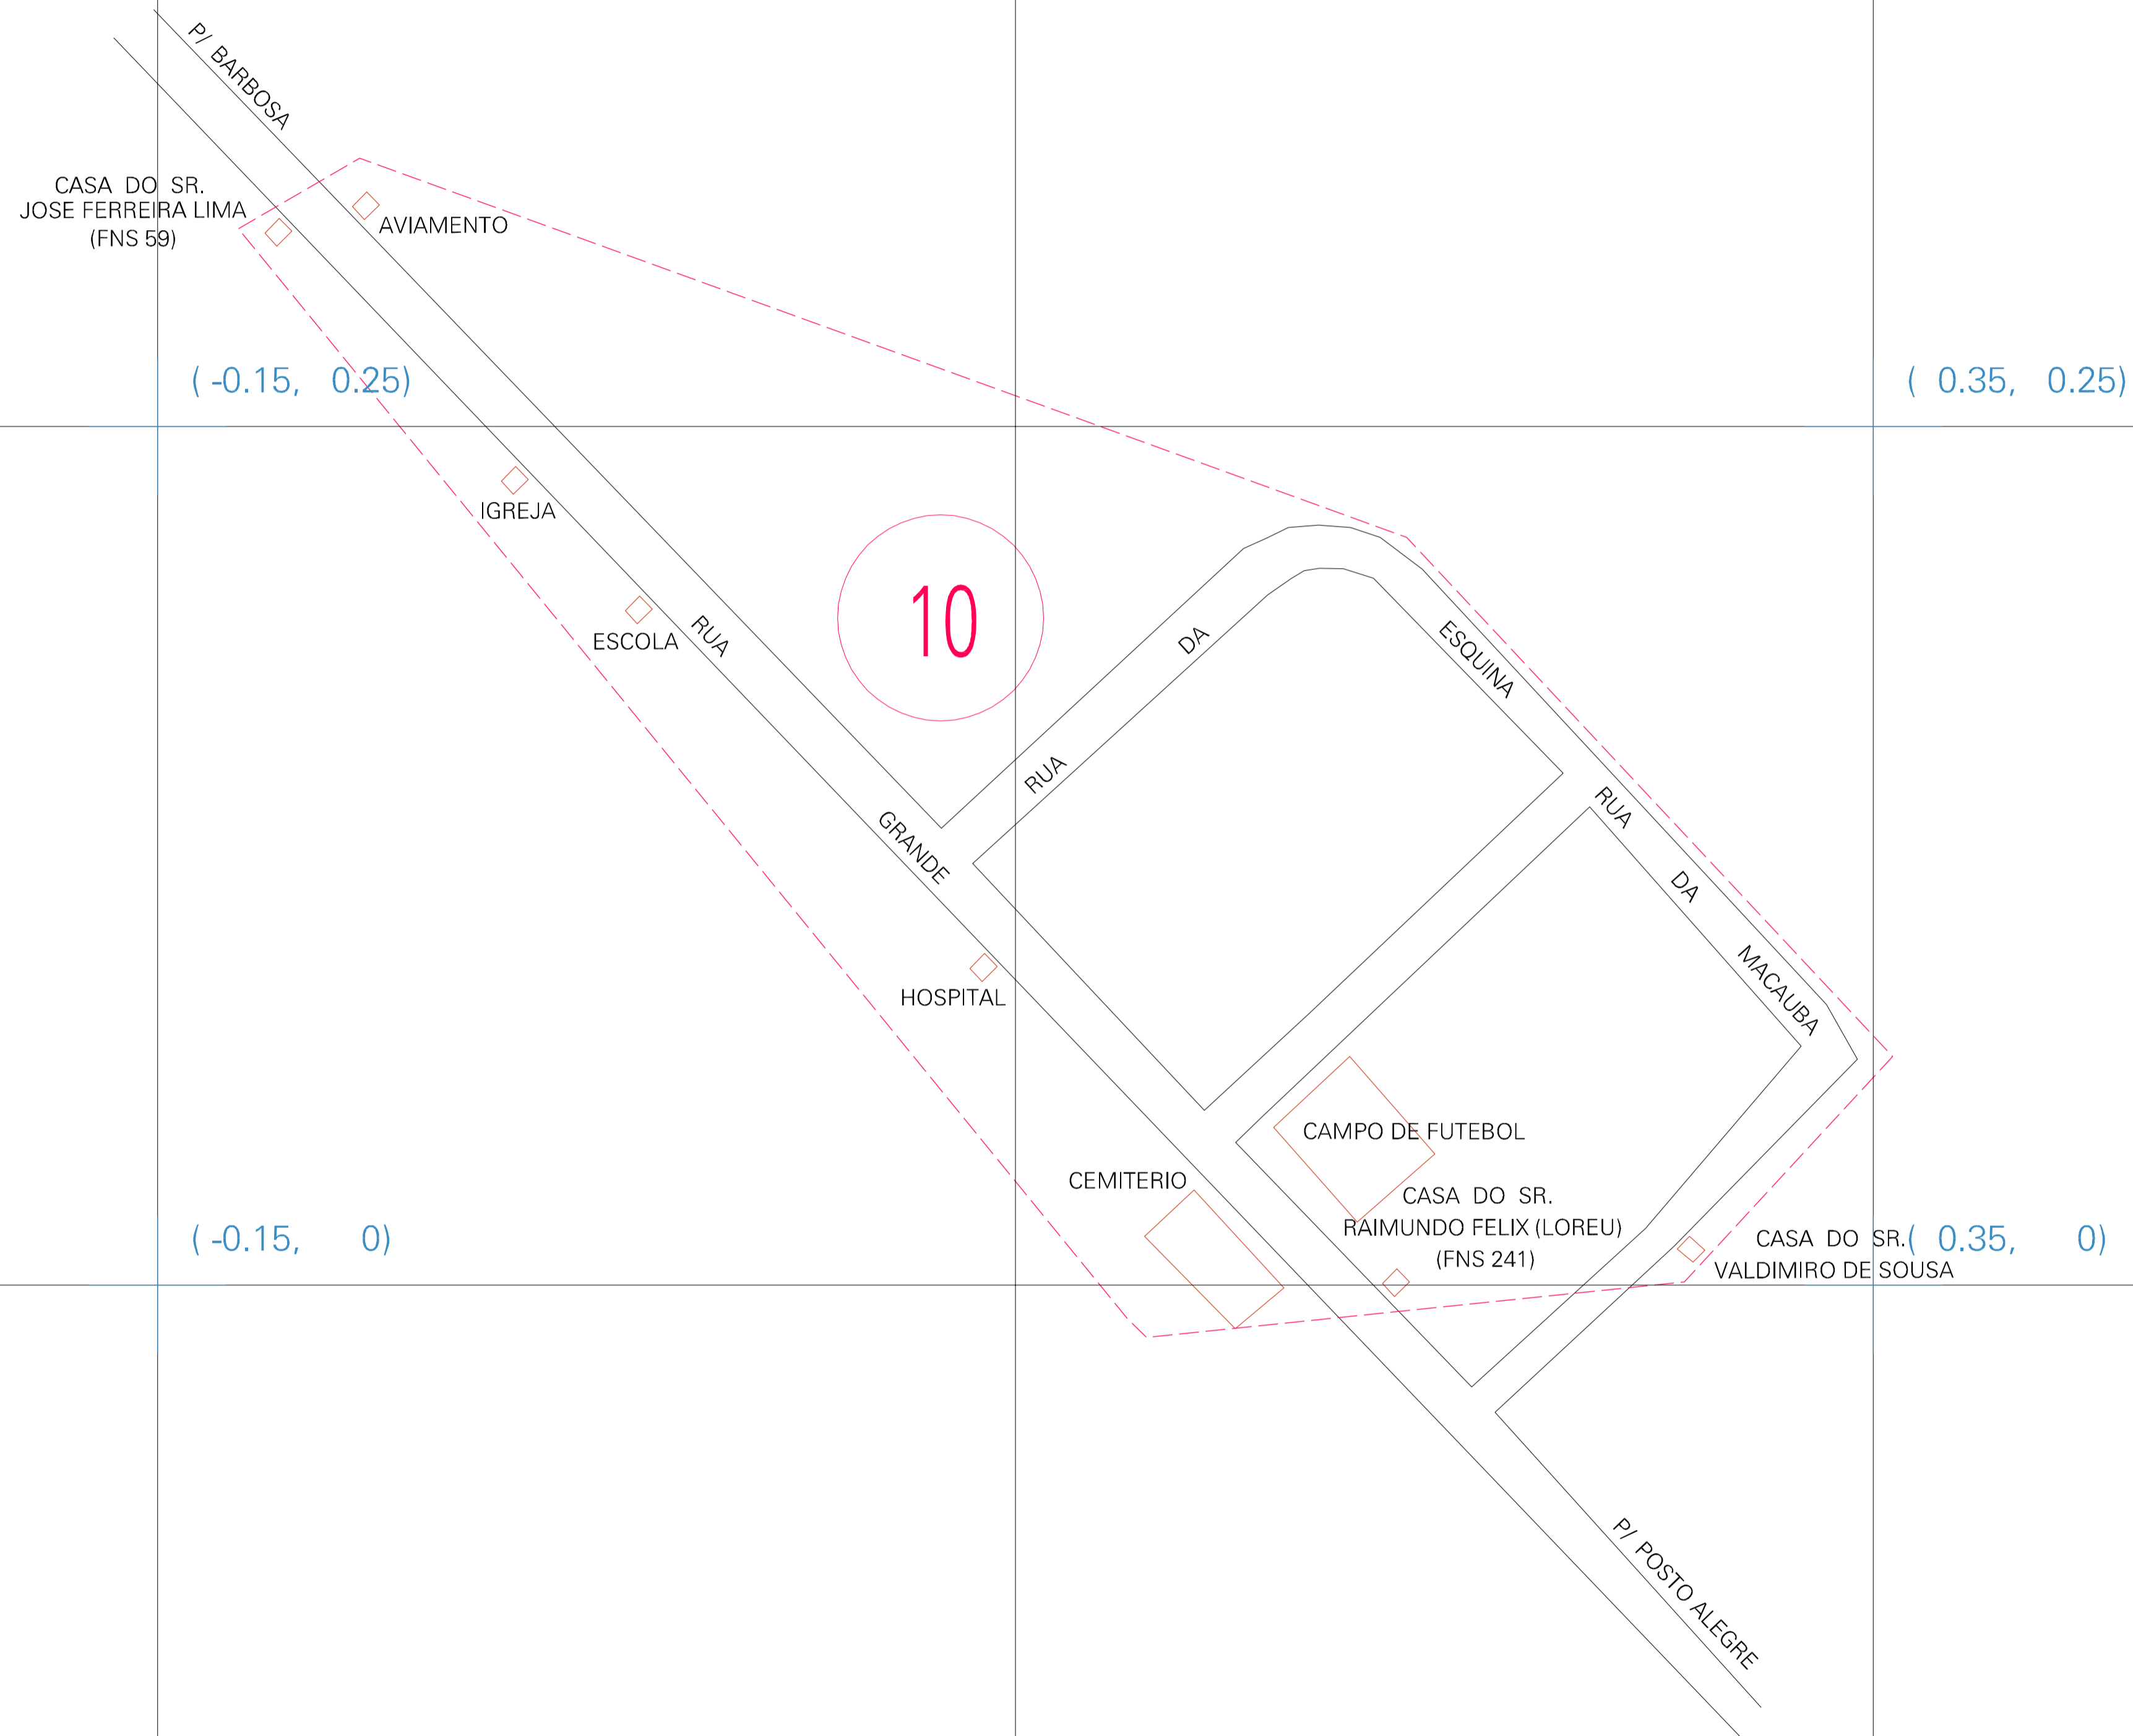 P/ BARBOSA
CASA DO SR.
JOSE FERREIRA LIMA
(FNS 59)
AVIAMENTO
( -0.15, 0.25)
( 0.35, 0.25)
IGREJA
ESCOLA
RUA
10
DA
ESQUINA
RUA
GRANDE
RUA
DA
MACAUBA
HOSPITAL
CAMPO DE FUTEBOL
CEMITERIO
CASA DO SR.
RAIMUNDO FELIX (LOREU)
(FNS 241)
( -0.15, 0)
CASA DO SR.
VALDIMIRO DE SOUSA
( 0.35, 0)
P/ POSTO ALEGRE